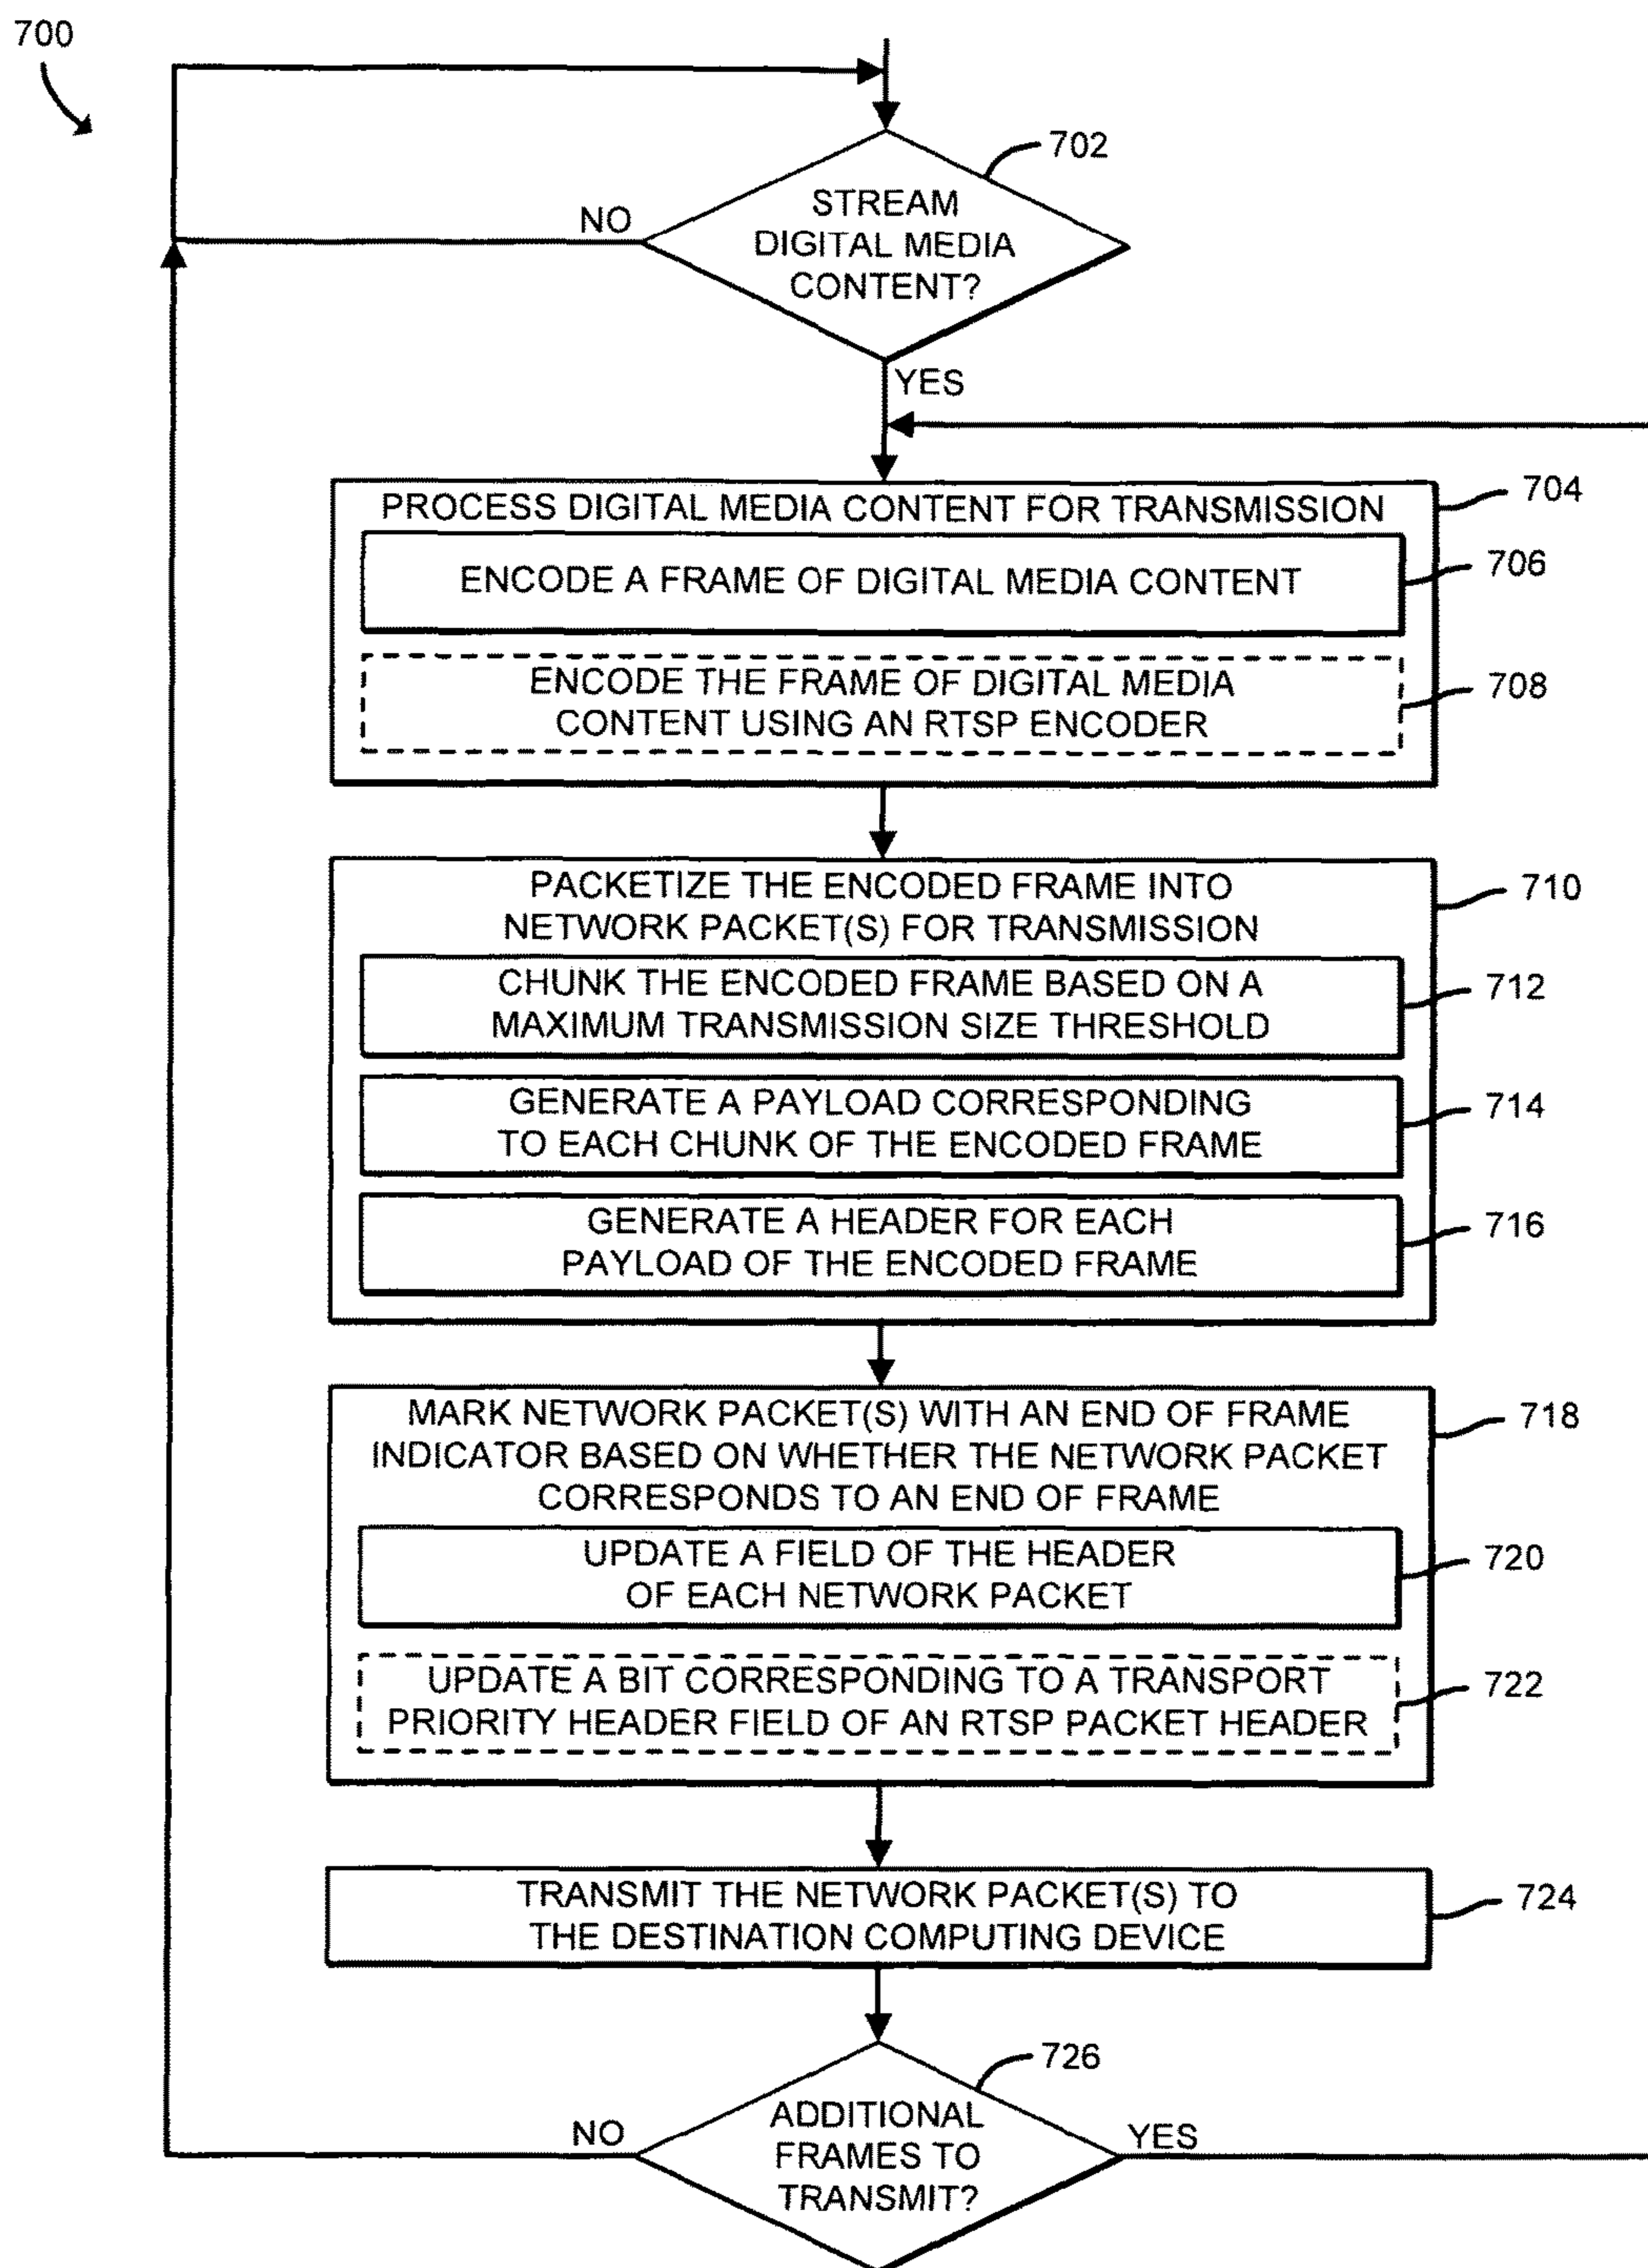 700
702
STREAM
DIGITAL MEDIA
CONTENT?
NO
YES
PROCESS DIGITAL MEDIA CONTENT FOR TRANSMISSION
704
ENCODE A FRAME OF DIGITAL MEDIA CONTENT
706
ENCODE THE FRAME OF DIGITAL MEDIA
CONTENT USING AN RTSP ENCODER
708
PACKETIZE THE ENCODED FRAME INTO
NETWORK PACKET(S) FOR TRANSMISSION
710
CHUNK THE ENCODED FRAME BASED ON A
MAXIMUM TRANSMISSION SIZE THRESHOLD
712
GENERATE A PAYLOAD CORRESPONDING
TO EACH CHUNK OF THE ENCODED FRAME
714
GENERATE A HEADER FOR EACH
PAYLOAD OF THE ENCODED FRAME
716
MARK NETWORK PACKET(S) WITH AN END OF FRAME
INDICATOR BASED ON WHETHER THE NETWORK PACKET
CORRESPONDS TO AN END OF FRAME
718
UPDATE A FIELD OF THE HEADER
OF EACH NETWORK PACKET
720
UPDATE A BIT CORRESPONDING TO A TRANSPORT
PRIORITY HEADER FIELD OF AN RTSP PACKET HEADER
722
TRANSMIT THE NETWORK PACKET(S) TO
THE DESTINATION COMPUTING DEVICE
724
726
ADDITIONAL
FRAMES TO
TRANSMIT?
NO
YES